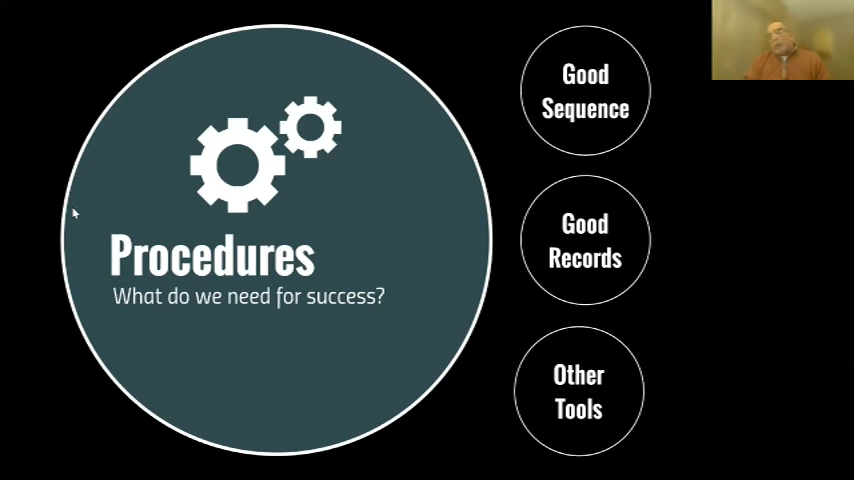 Procedures
What do we need for success?
Good
Sequence
Good
Records
Other
Tools